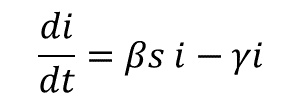 di/dt = βs i − γi